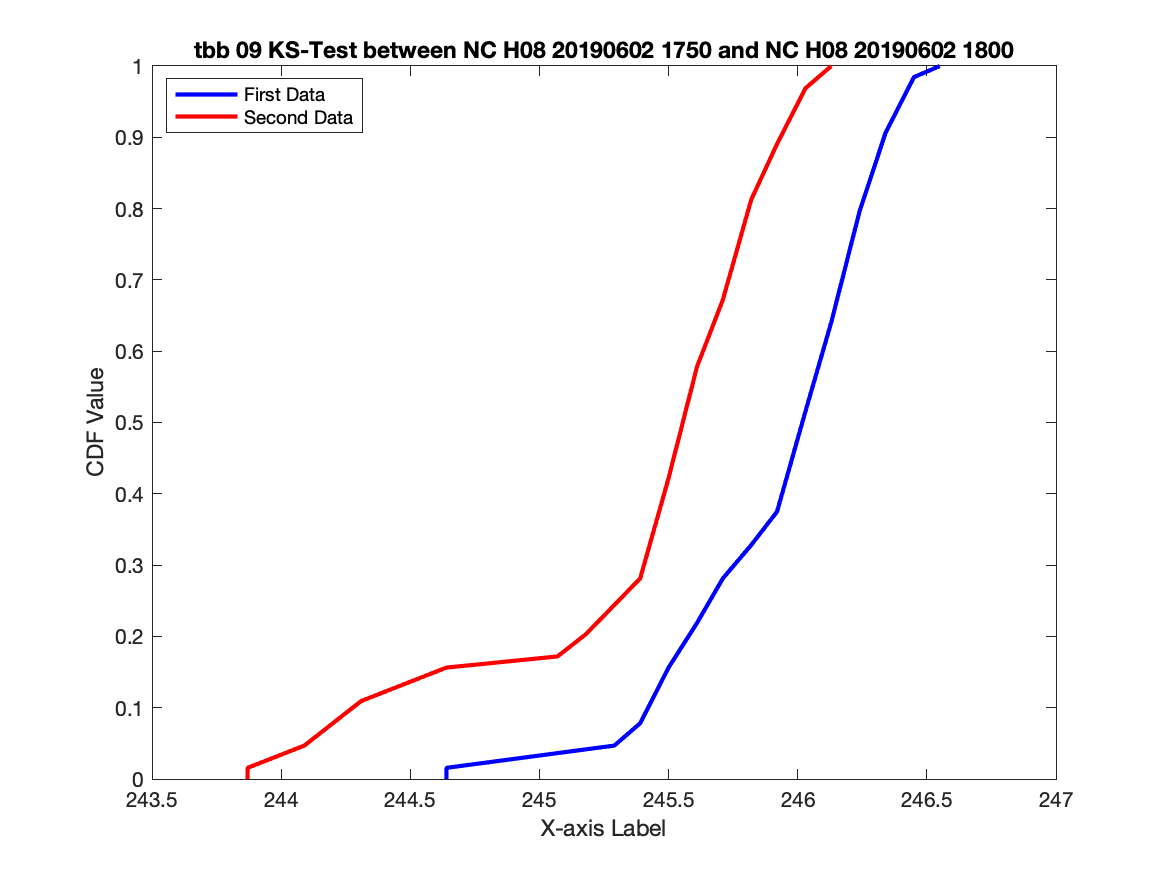 tbb 09 KS-Test between NC H08 20190602 1750 and NC H08 20190602 1800
First Data
Second Data
1
0.9
0.8
0.7
0.6
0.5
0.4
0.3
0.2
0.1
0
CDF Value
243.5 244 244.5 245 245.5 246 246.5 247
X-axis Label